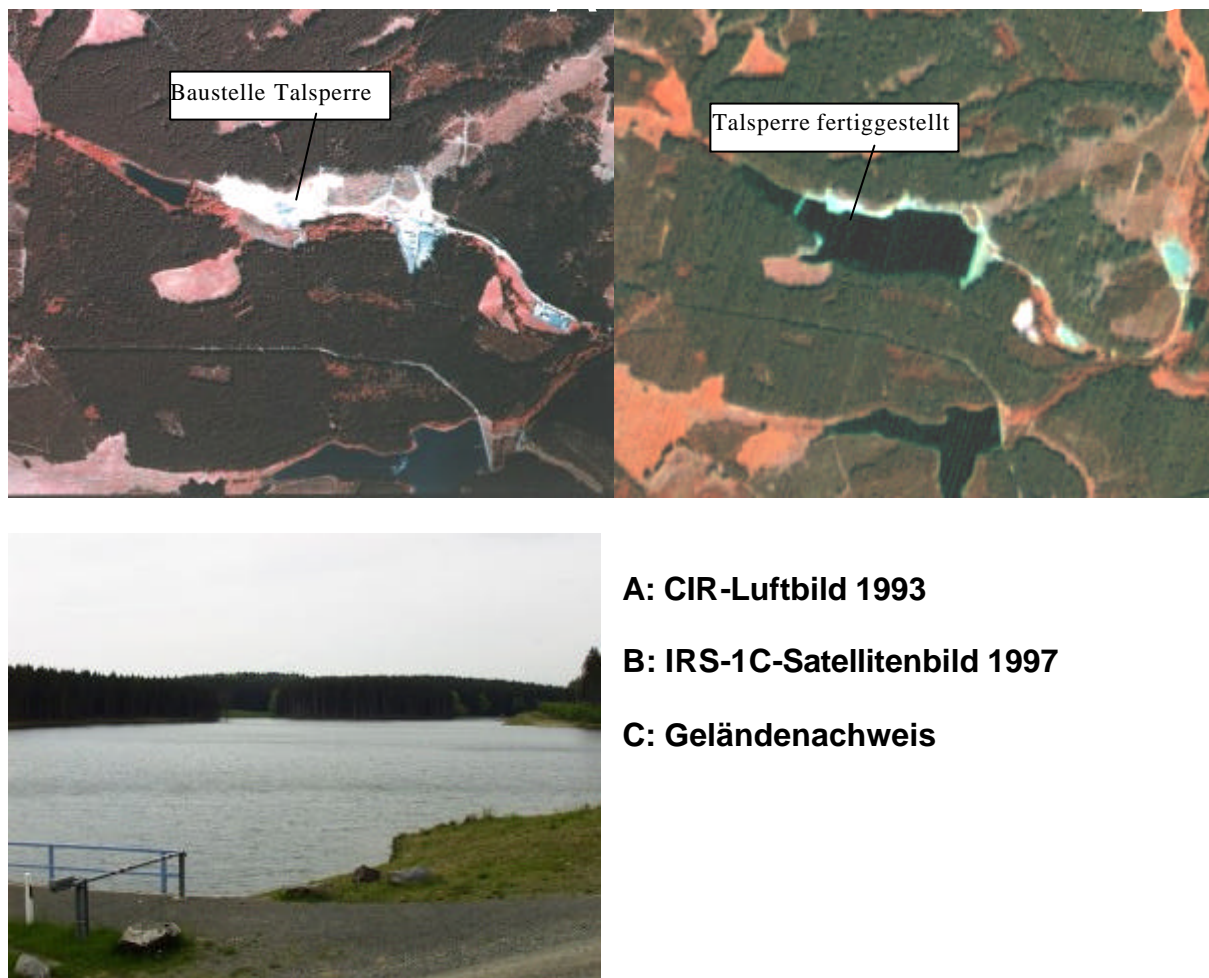 Baustelle Talsperre
Talsperre fertiggestellt
A: CIR-Luftbild 1993
B: IRS-1C-Satellitenbild 1997
C: Geländenachweis